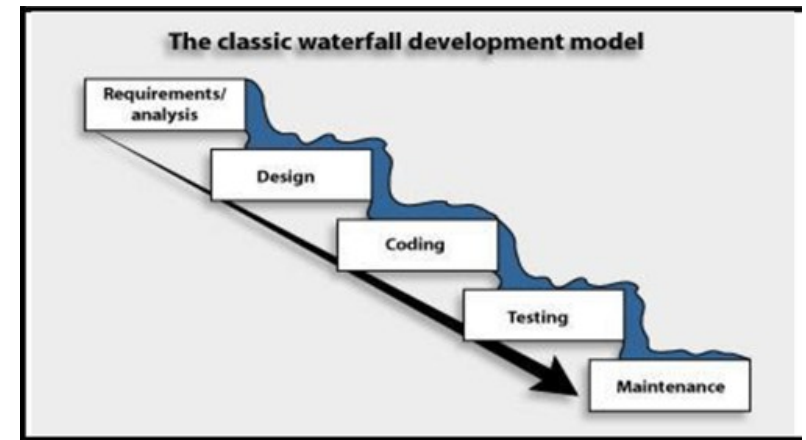 The classic waterfall development model
Requirements/
analysis
Design
Coding
Testing
Maintenance